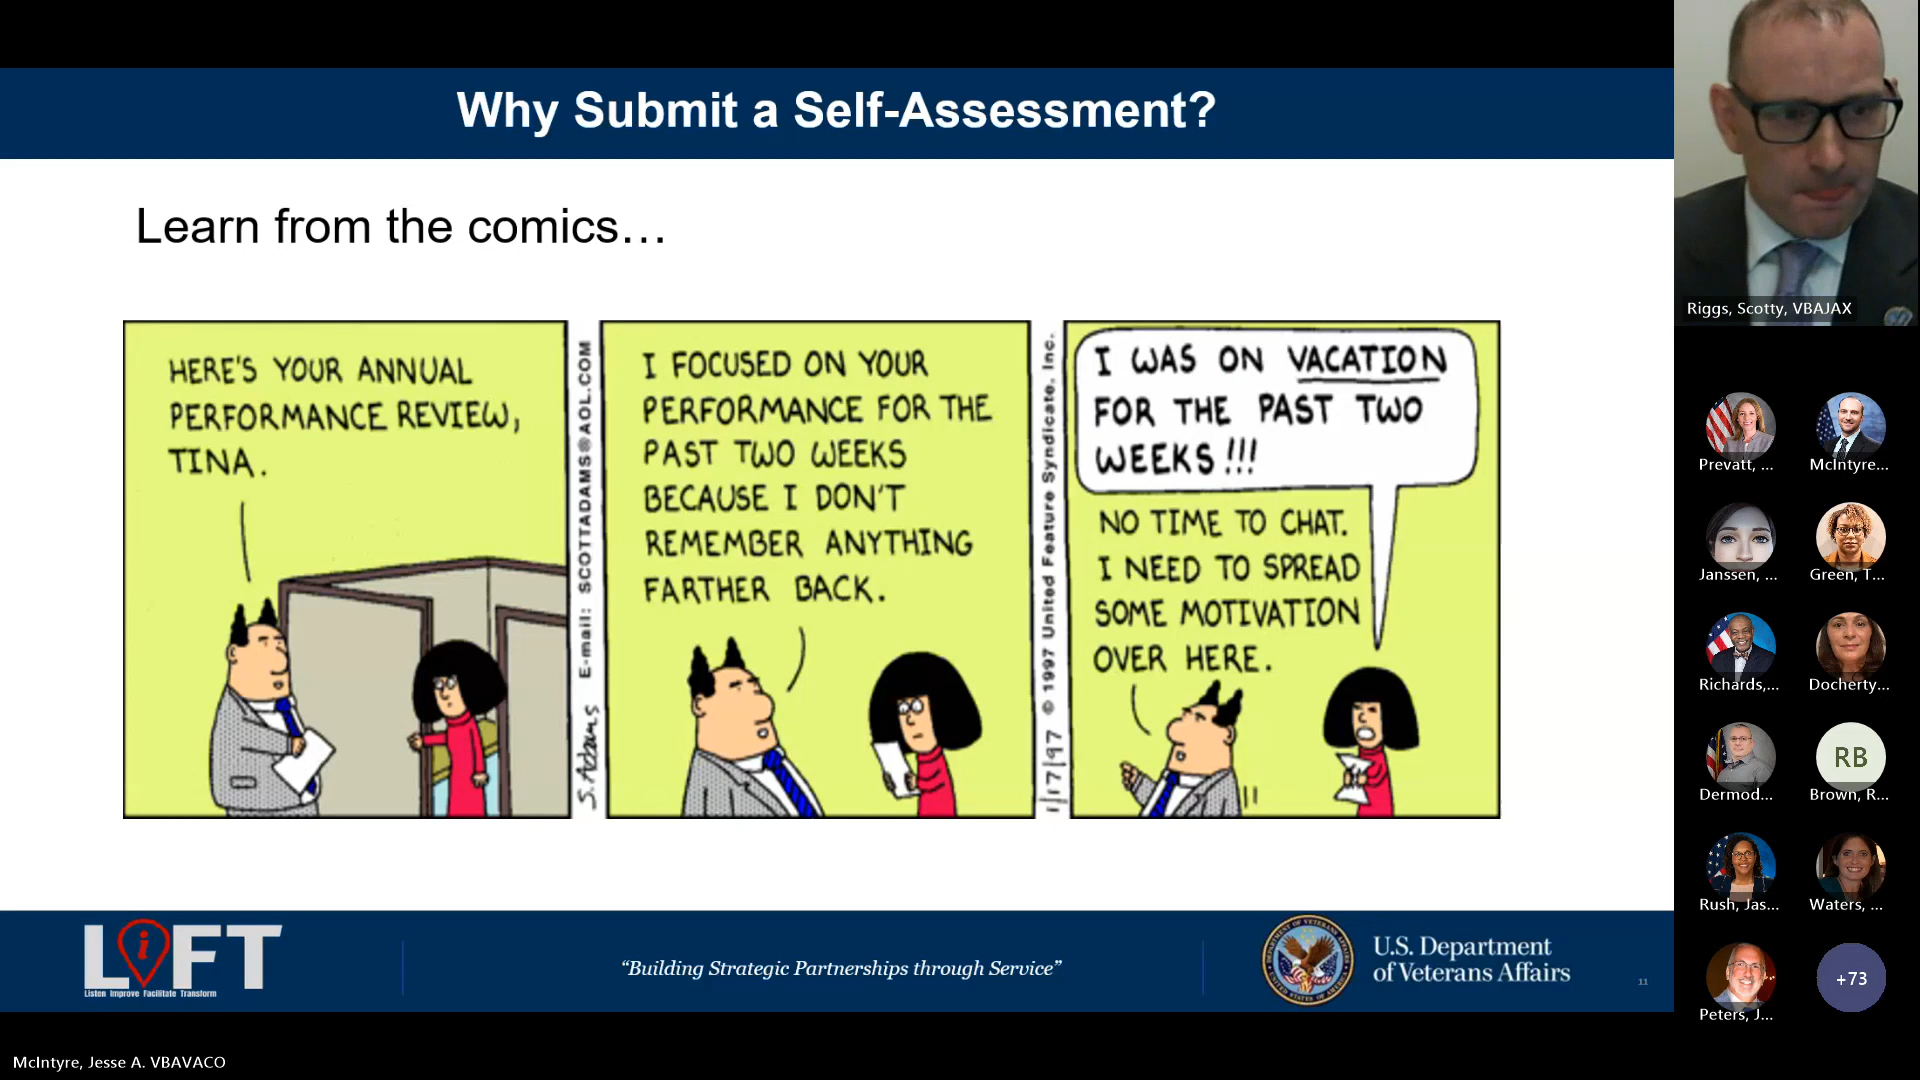 Why Submit a Self-Assessment?
Learn from the comics…
HERE'S YOUR ANNUAL
PERFORMANCE REVIEW,
TINA.
S. Adams E-mail: SCOTTADAMS@AOL.COM
I FOCUSED ON YOUR
PERFORMANCE FOR THE
PAST TWO WEEKS
BECAUSE I DON'T
REMEMBER ANYTHING
FARTHER BACK.
1/17/97 © 1997 United Feature Syndicate, Inc.
I WAS ON VACATION
FOR THE PAST TWO
WEEKS!!!
NO TIME TO CHAT.
I NEED TO SPREAD
SOME MOTIVATION
OVER HERE.
LiFT
Listen Improve Facilitate Transform
“Building Strategic Partnerships through Service”
U.S. Department
of Veterans Affairs
11
McIntyre, Jesse A. VBAVACO
Riggs, Scotty, VBAJAX
Prevatt, ...
McIntyre...
Janssen, ...
Green, T...
Richards,...
Docherty...
Dermod...
RB
Brown, R...
Rush, Jas...
Waters, ...
Peters, J...
+73